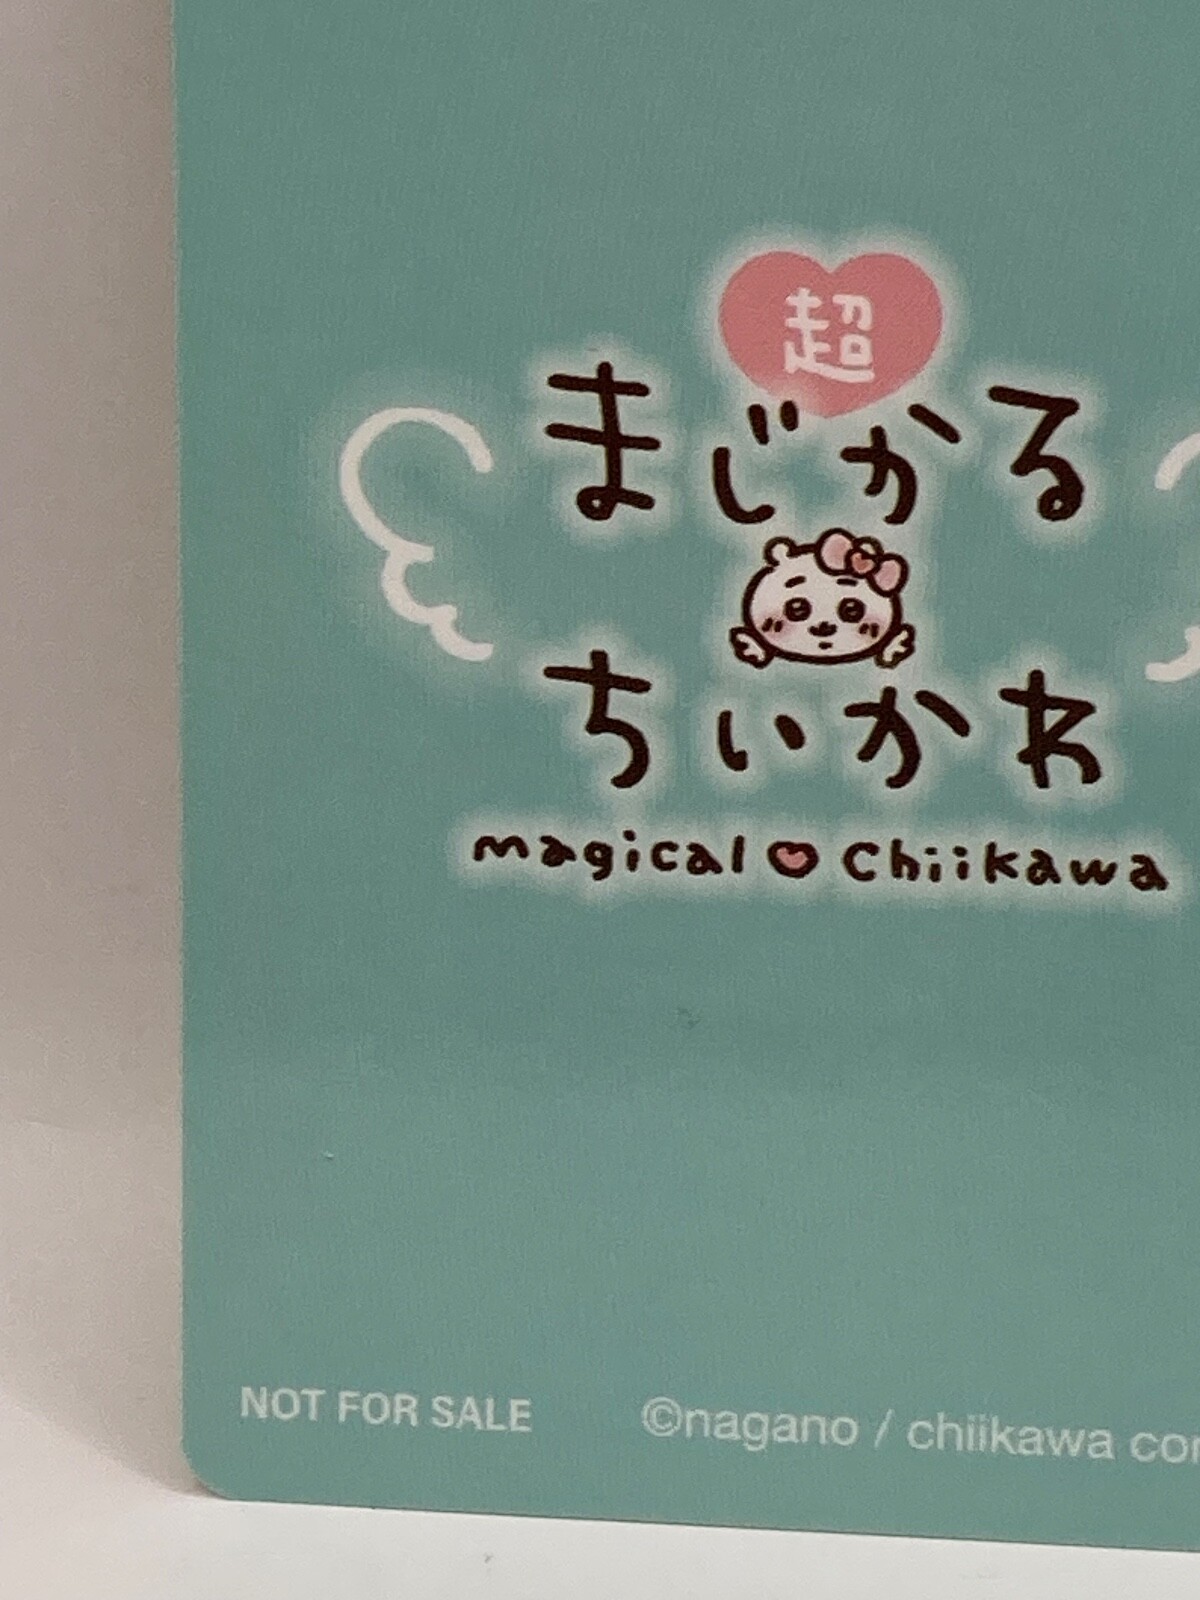 超
まじかる
ちいかわ
magical Chiikawa
NOT FOR SALE ©nagano / chiikawa